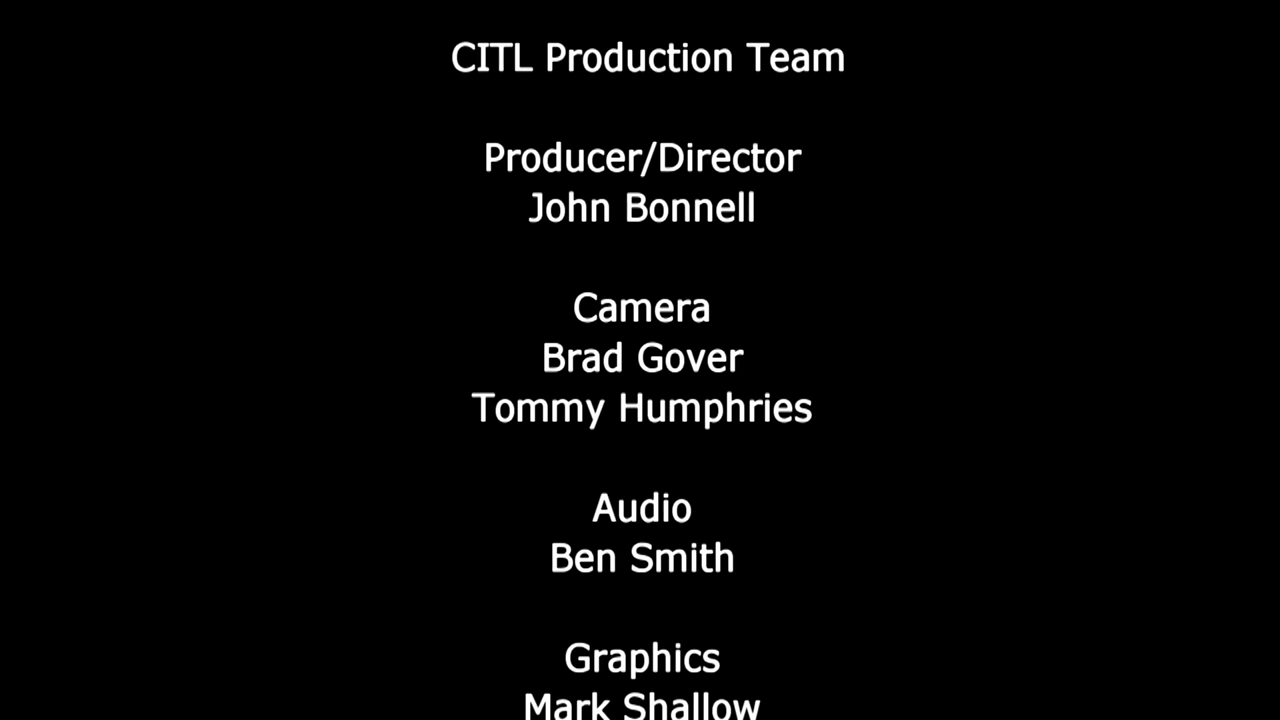 CITL Production Team
Producer/Director
John Bonnell
Camera
Brad Gover
Tommy Humphries
Audio
Ben Smith
Graphics
Mark Shallow